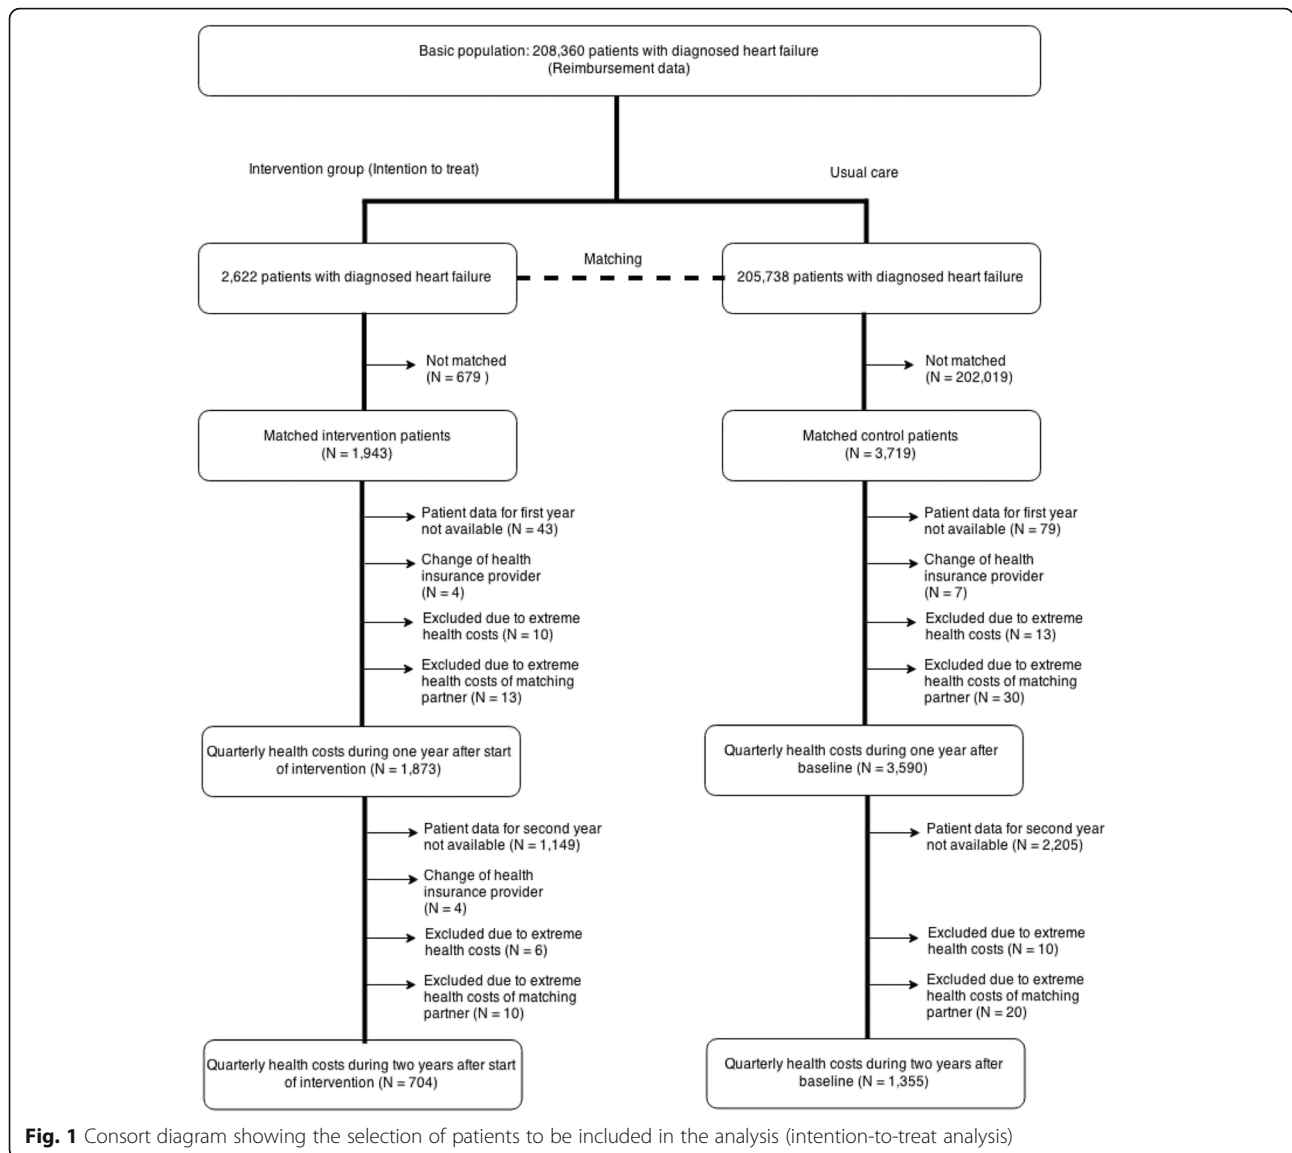 Basic population: 208,360 patients with diagnosed heart failure
(Reimbursement data)
Intervention group (Intention to treat)
Usual care
2,622 patients with diagnosed heart failure
Matching
205,738 patients with diagnosed heart failure
Not matched
(N = 679 )
Not matched
(N = 202,019)
Matched intervention patients
(N = 1,943)
Matched control patients
(N = 3,719)
Patient data for first year
not available (N = 43)
Change of health
insurance provider
(N = 4)
Excluded due to extreme
health costs (N = 10)
Excluded due to extreme
health costs of matching
partner (N = 13)
Patient data for first year
not available (N = 79)
Change of health
insurance provider
(N = 7)
Excluded due to extreme
health costs (N = 13)
Excluded due to extreme
health costs of matching
partner (N = 30)
Quarterly health costs during one year after start
of intervention (N = 1,873)
Quarterly health costs during one year after
baseline (N = 3,590)
Patient data for second year
not available (N = 1,149)
Change of health
insurance provider
(N = 4)
Excluded due to extreme
health costs (N = 6)
Excluded due to extreme
health costs of matching
partner (N = 10)
Patient data for second year
not available (N = 2,205)
Excluded due to extreme
health costs (N = 10)
Excluded due to extreme
health costs of matching
partner (N = 20)
Quarterly health costs during two years after start
of intervention (N = 704)
Quarterly health costs during two years after
baseline (N = 1,355)
Fig. 1 Consort diagram showing the selection of patients to be included in the analysis (intention-to-treat analysis)